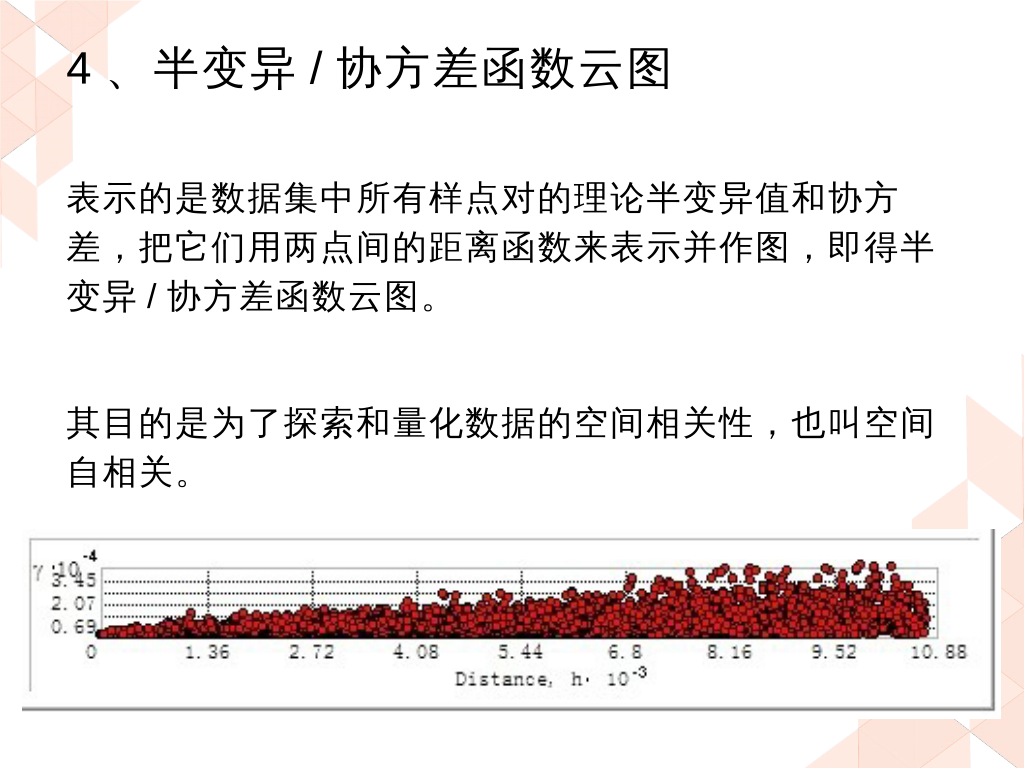 4 、半变异 / 协方差函数云图
表示的是数据集中所有样点对的理论半变异值和协方
差，把它们用两点间的距离函数来表示并作图，即得半
变异 / 协方差函数云图。
其目的是为了探索和量化数据的空间相关性，也叫空间
自相关。
γ·10 -4
3.45
2.07
0.69
0 1.36 2.72 4.08 5.44 6.8 8.16 9.52 10.88
Distance, h· 10 -3